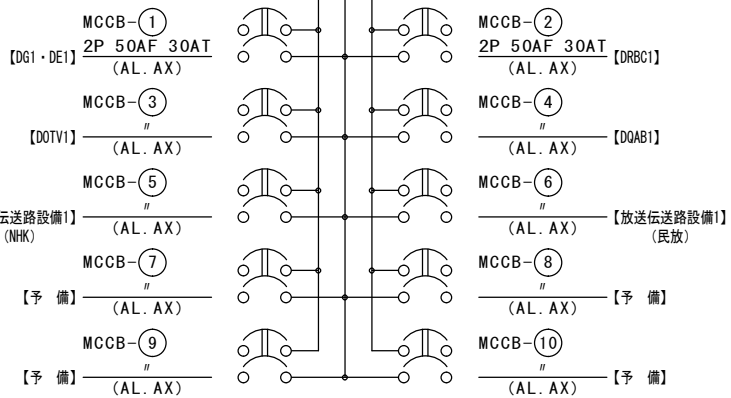 MCCB-① MCCB-②
【DG1・DE1】 2P 50AF 30AT 2P 50AF 30AT 【DRBC1】
(AL.AX) (AL.AX)
MCCB-③ MCCB-④
【DOTV1】 〃 〃 【DQAB1】
(AL.AX) (AL.AX)
MCCB-⑤ MCCB-⑥
伝送路設備1】 〃 〃 【放送伝送路設備1】
(NHK) (AL.AX) (AL.AX) (民放)
MCCB-⑦ MCCB-⑧
【予 備】 〃 〃 【予 備】
(AL.AX) (AL.AX)
MCCB-⑨ MCCB-⑩
【予 備】 〃 〃 【予 備】
(AL.AX) (AL.AX)